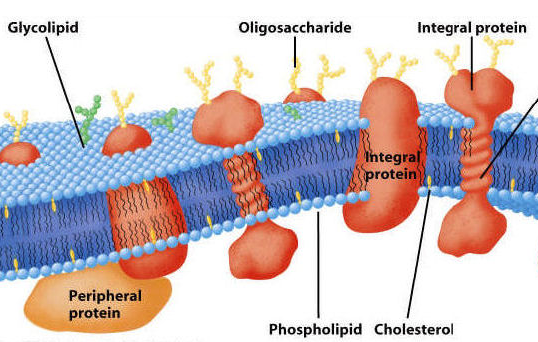 Glycolipid
Oligosaccharide
Integral protein
Integral
protein
Peripheral
protein
Phospholipid
Cholesterol